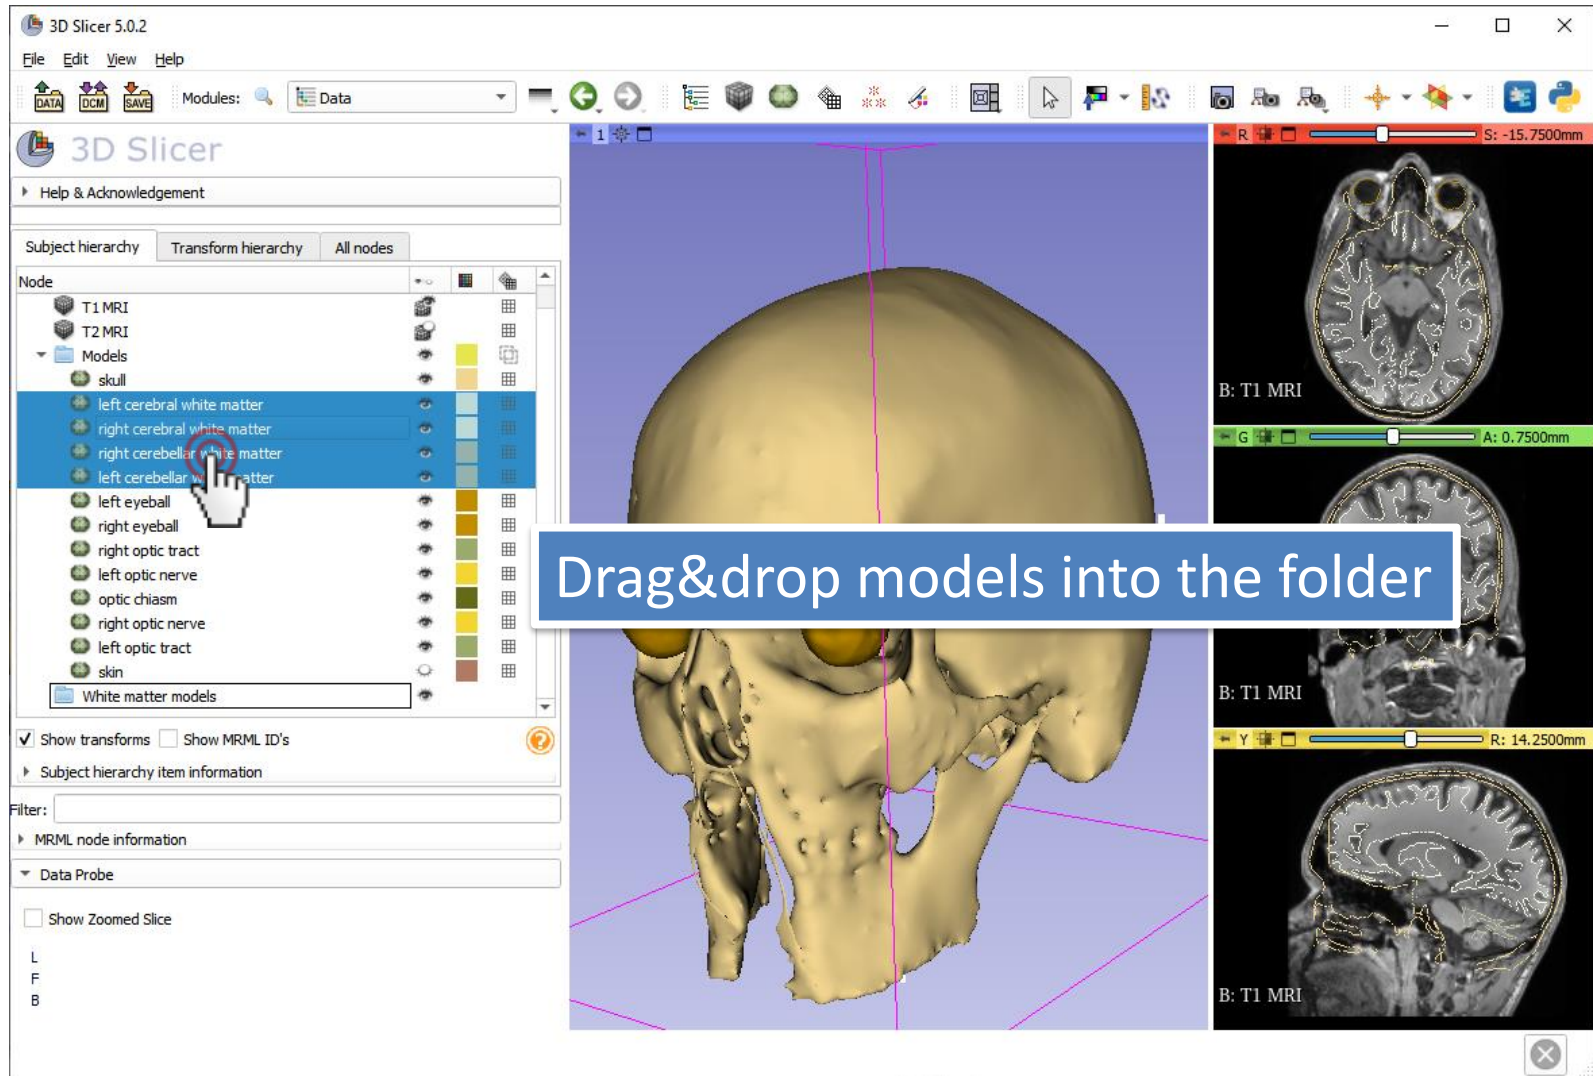 3D Slicer 5.0.2
File Edit View Help
DATA DCM SAVE Modules: Data
3D Slicer
Help & Acknowledgement
Subject hierarchy Transform hierarchy All nodes
Node
T1 MRI
T2 MRI
Models
skull
left cerebral white matter
right cerebral white matter
right cerebellar white matter
left cerebellar matter
left eyeball
right eyeball
right optic tract
left optic nerve
optic chiasm
right optic nerve
left optic tract
skin
White matter models
Show transforms Show MRML ID's
Subject hierarchy item information
Filter:
MRML node information
Data Probe
Show Zoomed Slice
L
F
B
1
Drag&drop models into the folder
R S: -15.7500mm
B: T1 MRI
G A: 0.7500mm
B: T1 MRI
Y R: 14.2500mm
B: T1 MRI